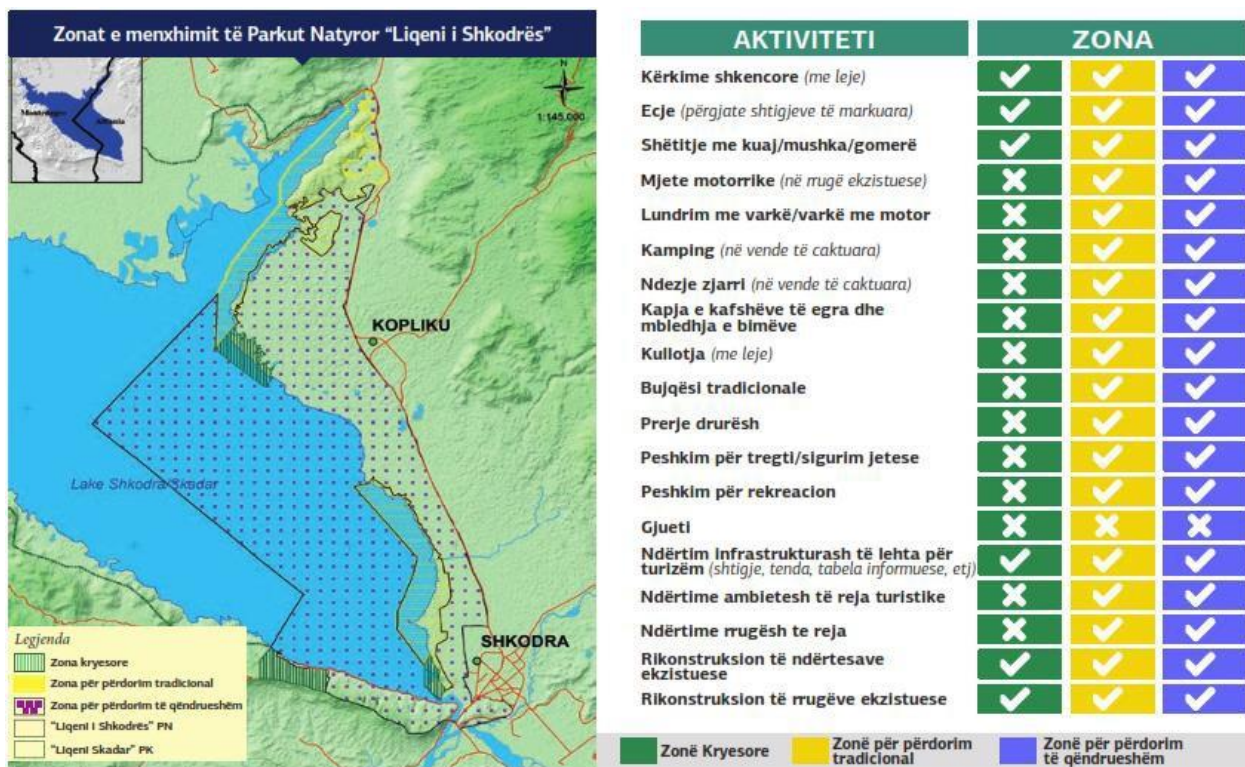 Zonat e menxhimit të Parkut Natyror “Liqeni i Shkodrës”
Montenegro
Albania
N
1:145,000
KOPLIKU
Lake Shkodra/Skadar
SHKODRA
Legjenda
Zona kryesore
Zona për përdorim tradicional
Zona për përdorim të qëndrueshëm
“Liqeni i Shkodrës” PN
“Liqeni Skadar” PK
AKTIVITETI
ZONA
Kërkime shkencore (me leje)
Ecje (përgjate shtigjeve të markuara)
Shëtitje me kuaj/mushka/gomerë
Mjete motorrike (në rrugë ekzistuese)
Lundrim me varkë/varkë me motor
Kamping (në vende të caktuara)
Ndezje zjarri (në vende të caktuara)
Kapja e kafshëve të egra dhe
mbledhja e bimëve
Kullotja (me leje)
Bujqësi tradicionale
Prerje drurësh
Peshkim për tregti/sigurim jetese
Peshkim për rekreacion
Gjueti
Ndërtim infrastrukturash të lehta për
turizëm (shtigje, tenda, tabela informuese, etj)
Ndërtime ambietesh të reja turistike
Ndërtime rrugësh te reja
Rikonstruksion të ndërtesave
ekzistuese
Rikonstruksion të rrugëve ekzistuese
Zonë Kryesore
Zonë për përdorim
tradicional
Zonë për përdorim
të qëndrueshëm